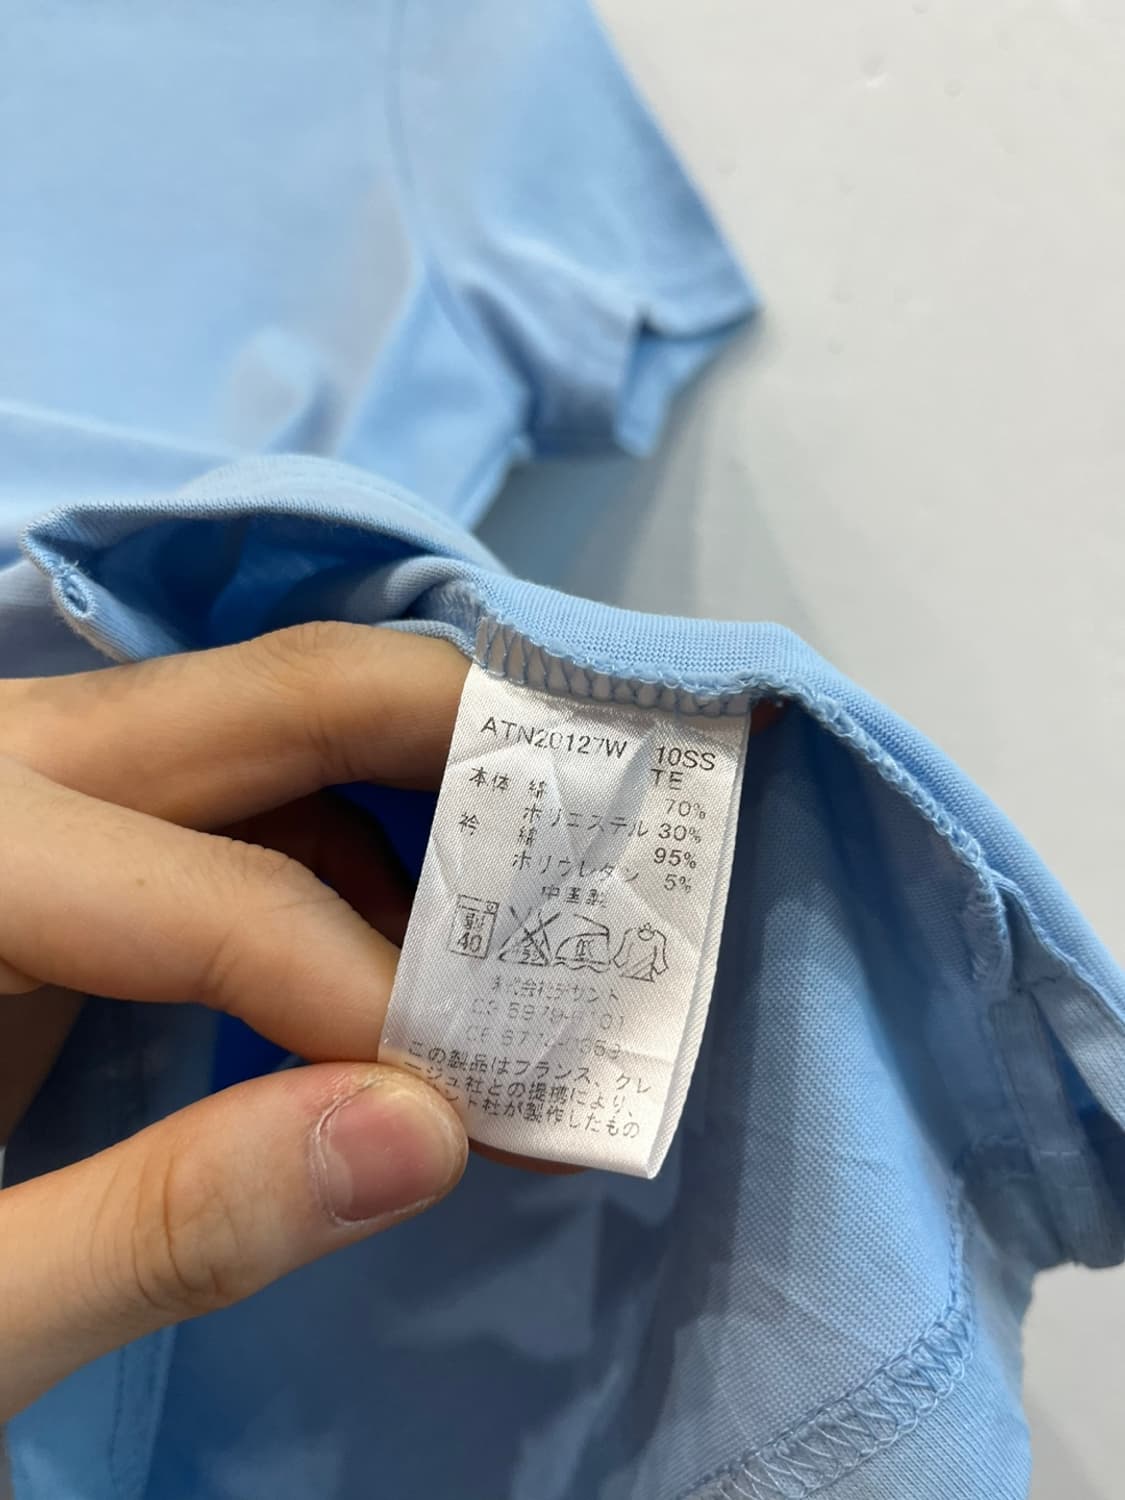 ATN20127W 10SS
TE
本体 綿 70%
ポリエステル 30%
衿 綿 95%
ポリウレタン 5%
中国製
40
低
株式会社デサント
この製品はフランス、クレ
ージュ社との提携により、
ント社が製作したもの